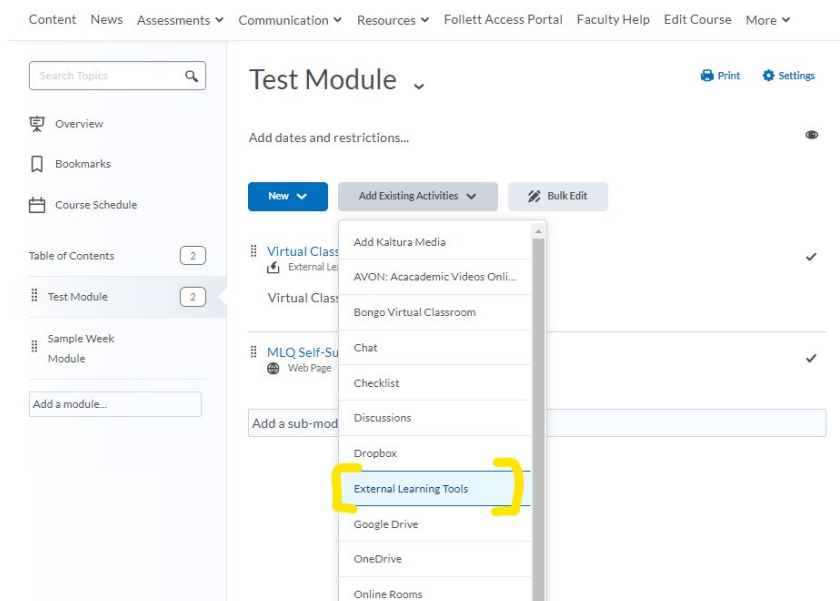 Content News Assessments Communication Resources Follett Access Portal Faculty Help Edit Course More
Search Topics
Overview
Bookmarks
Course Schedule
Table of Contents 2
Test Module 2
Sample Week
Module
Add a module...
Test Module
Print Settings
Add dates and restrictions...
New Add Existing Activities Bulk Edit
Virtual Class
External Le
Virtual Class
MLQ Self-Su
Web Page
Add a sub-mod
Add Kaltura Media
AVON: Acacademic Videos Onli...
Bongo Virtual Classroom
Chat
Checklist
Discussions
Dropbox
External Learning Tools
Google Drive
OneDrive
Online Rooms